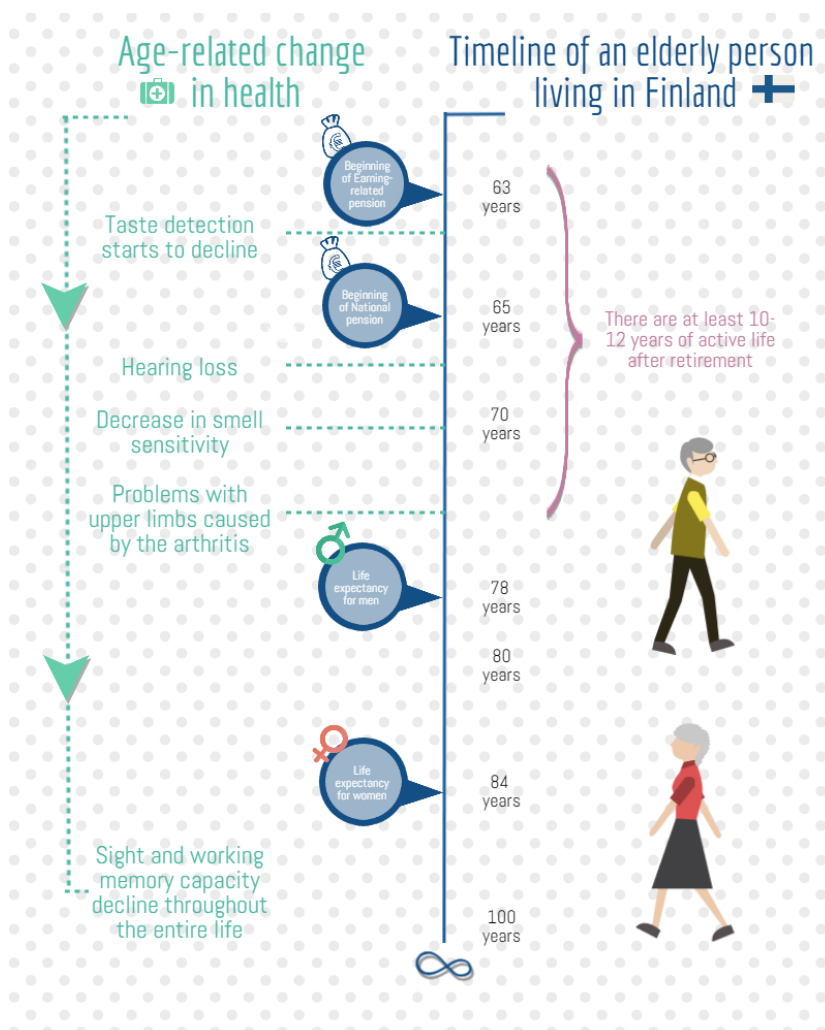 Age-related change
in health
Timeline of an elderly person
living in Finland
Beginning
of Earning-
related
pension
63
years
Taste detection
starts to decline
Beginning
of National
pension
65
years
There are at least 10-
12 years of active life
after retirement
Hearing loss
70
years
Decrease in smell
sensitivity
Problems with
upper limbs caused
by the arthritis
Life
expectancy
for men
78
years
80
years
Life
expectancy
for women
84
years
Sight and working
memory capacity
decline throughout
the entire life
100
years